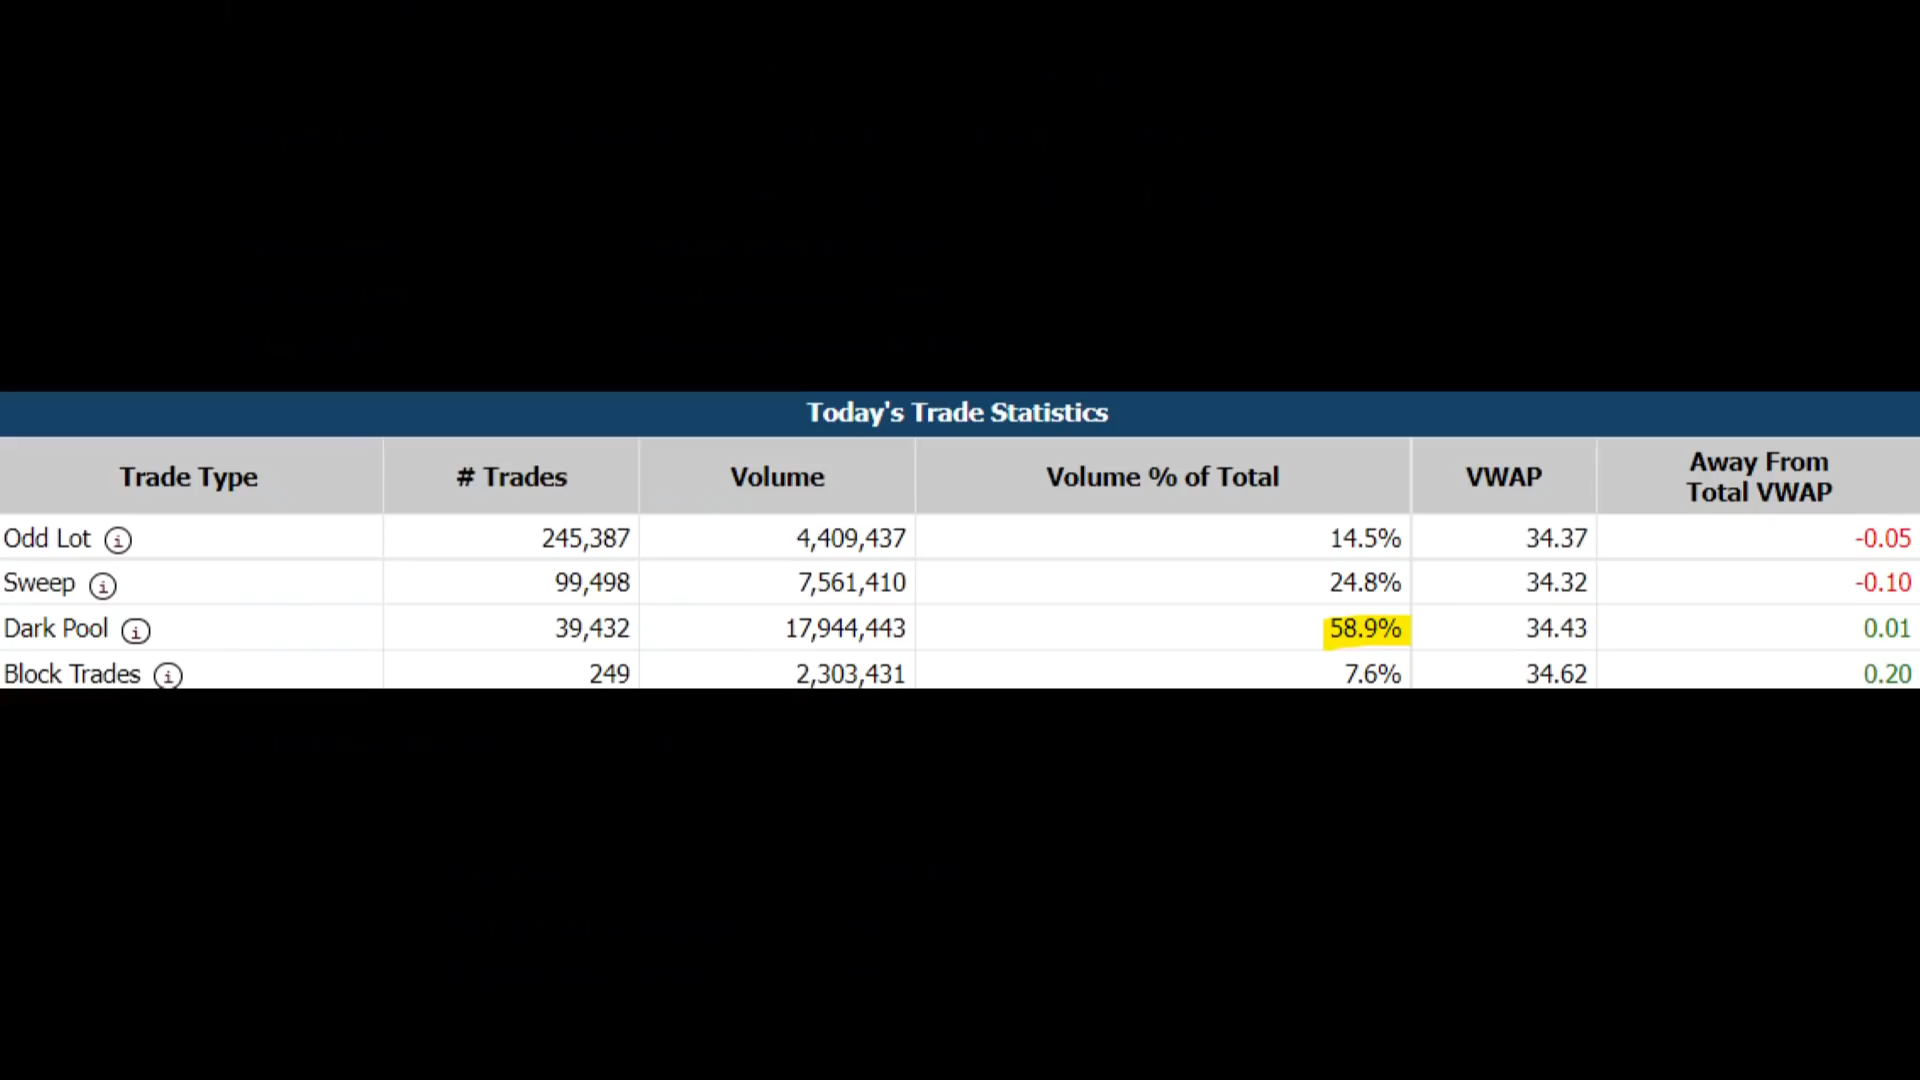 Today's Trade Statistics
Trade Type # Trades Volume Volume % of Total VWAP Away From
Total VWAP
Odd Lot i 245,387 4,409,437 14.5% 34.37 -0.05
Sweep i 99,498 7,561,410 24.8% 34.32 -0.10
Dark Pool i 39,432 17,944,443 58.9% 34.43 0.01
Block Trades i 249 2,303,431 7.6% 34.62 0.20